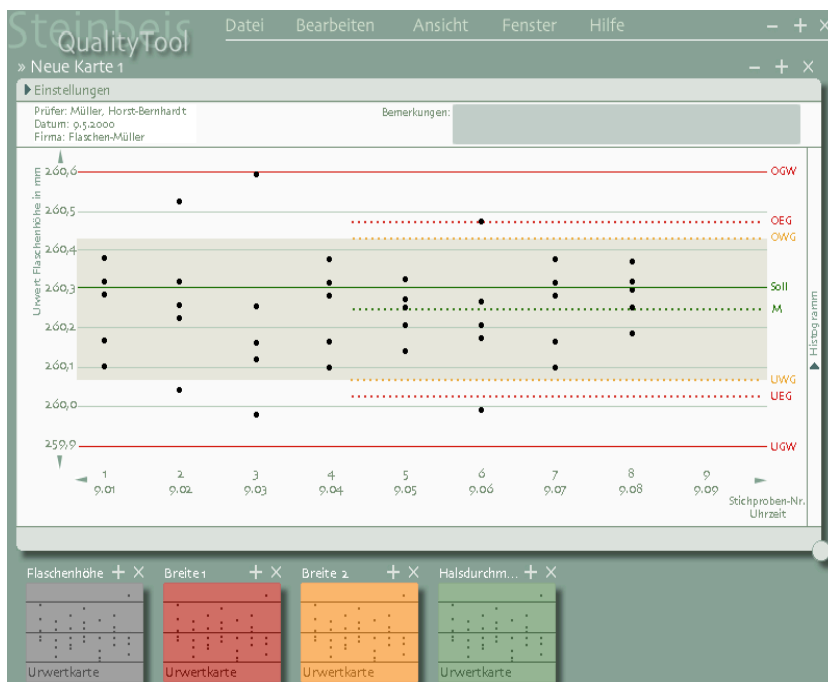 Steinbeis
QualityTool
Datei Bearbeiten Ansicht Fenster Hilfe
» Neue Karte 1
Einstellungen
Prüfer: Müller, Horst-Bernhardt
Datum: 9.5.2000
Firma: Flaschen-Müller
Bemerkungen:
Urwert Flaschenhöhe in mm
260,6
260,5
260,4
260,3
260,2
260,1
260,0
259,9
OGW
OEG
OWG
Soll
M
UWG
UEG
UGW
Histogramm
1 2 3 4 5 6 7 8 9
9.01 9.02 9.03 9.04 9.05 9.06 9.07 9.08 9.09
Stichproben-Nr.
Uhrzeit
Flaschenhöhe
Breite 1
Breite 2
Halsdurchm...
Urwertkarte
Urwertkarte
Urwertkarte
Urwertkarte